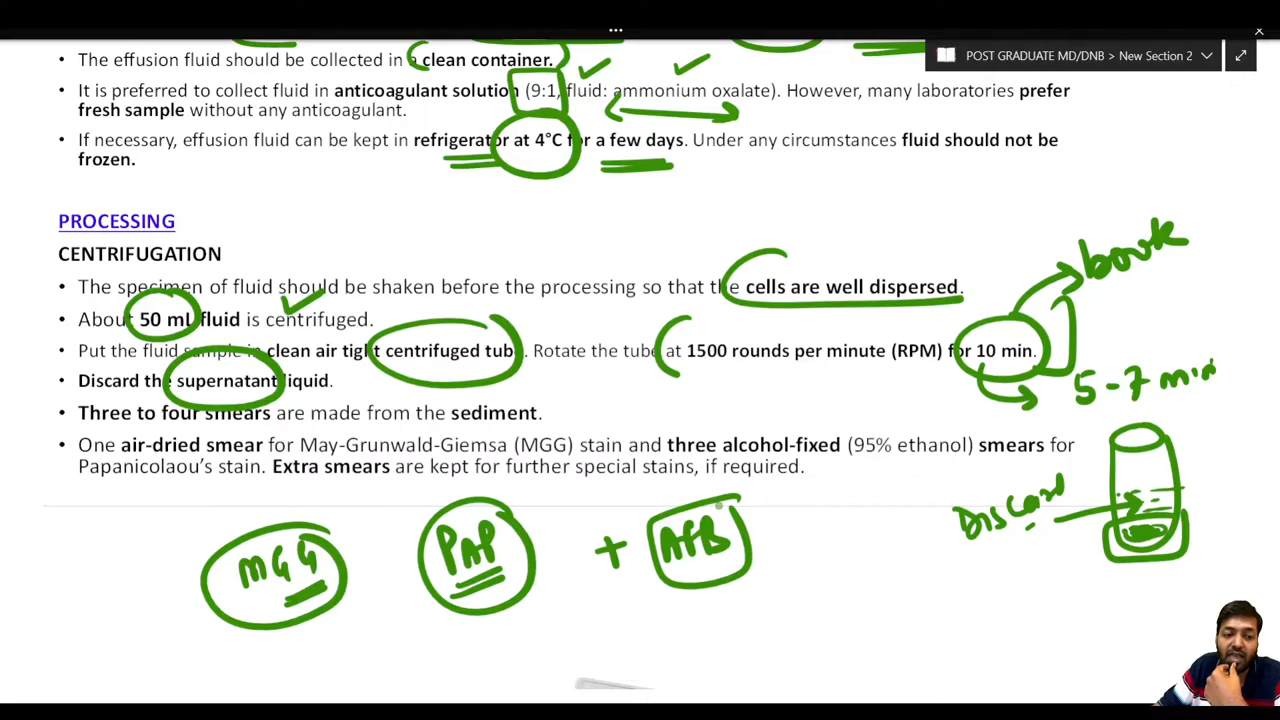 POST GRADUATE MD/DNB > New Section 2
• The effusion fluid should be collected in a clean container.
• It is preferred to collect fluid in anticoagulant solution (9:1, fluid: ammonium oxalate). However, many laboratories prefer
fresh sample without any anticoagulant.
• If necessary, effusion fluid can be kept in refrigerator at 4°C for a few days. Under any circumstances fluid should not be
frozen.
PROCESSING
CENTRIFUGATION
book
• The specimen of fluid should be shaken before the processing so that the cells are well dispersed.
• About 50 ml fluid is centrifuged.
• Put the fluid sample in clean air tight centrifuged tube. Rotate the tube at 1500 rounds per minute (RPM) for 10 min.
5-7 min
• Discard the supernatant liquid.
• Three to four smears are made from the sediment.
• One air-dried smear for May-Grunwald-Giemsa (MGG) stain and three alcohol-fixed (95% ethanol) smears for
Papanicolaou's stain. Extra smears are kept for further special stains, if required.
Discard
MGG PAP + AFB